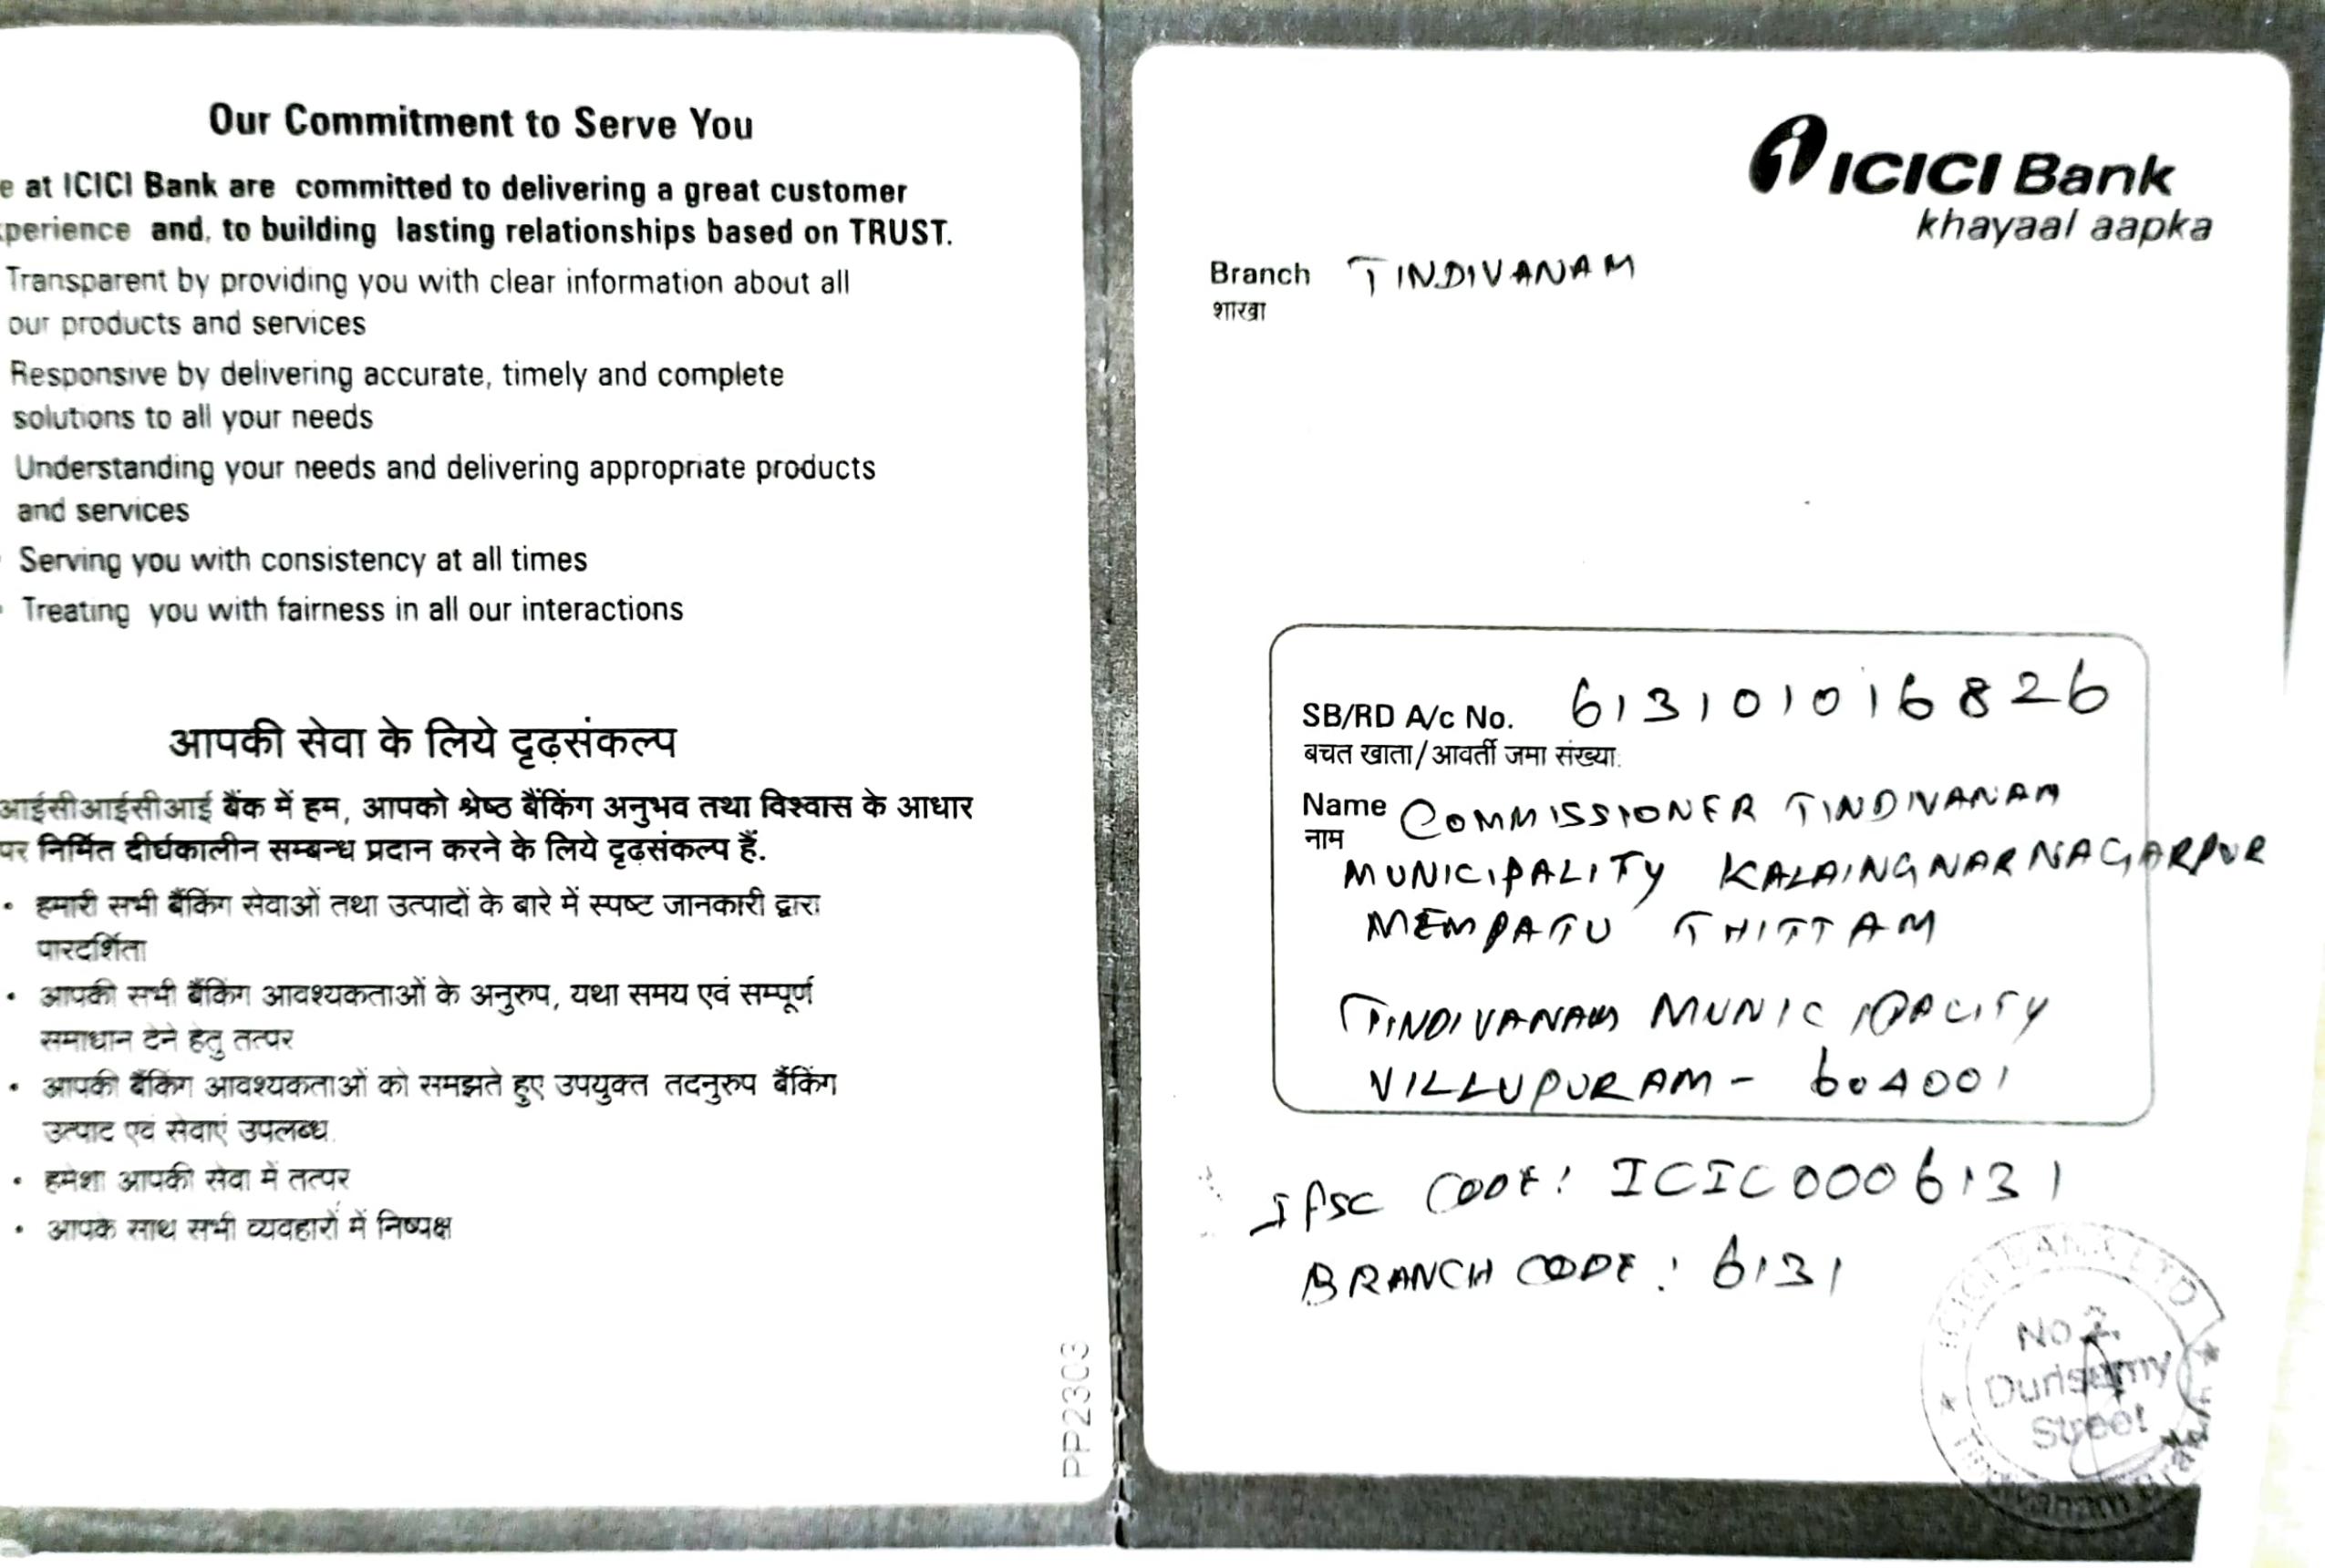 Our Commitment to Serve You
e at ICICI Bank are committed to delivering a great customer
perience and, to building lasting relationships based on TRUST.
Transparent by providing you with clear information about all
our products and services
Responsive by delivering accurate, timely and complete
solutions to all your needs
Understanding your needs and delivering appropriate products
and services
Serving you with consistency at all times
Treating you with fairness in all our interactions
आपकी सेवा के लिये दृढ़संकल्प
आईसीआईसीआई बैंक में हम, आपको श्रेष्ठ बैंकिंग अनुभव तथा विश्वास के आधार
पर निर्मित दीर्घकालीन सम्बन्ध प्रदान करने के लिये दृढ़संकल्प हैं.
• हमारी सभी बैंकिंग सेवाओं तथा उत्पादों के बारे में स्पष्ट जानकारी द्वारा
पारदर्शिता
• आपकी सभी बैंकिंग आवश्यकताओं के अनुरुप, यथा समय एवं सम्पूर्ण
समाधान देने हेतु तत्पर
• आपकी बैंकिंग आवश्यकताओं को समझते हुए उपयुक्त तदनुरुप बैंकिंग
उत्पाद एवं सेवाएं उपलब्ध.
• हमेशा आपकी सेवा में तत्पर
• आपके साथ सभी व्यवहारों में निष्पक्ष
PP2303
ICICI Bank
khayaal aapka
Branch TINDIVANAM
शाखा
SB/RD A/c No. 613101016826
बचत खाता/आवर्ती जमा संख्या:
Name COMMISSIONER TINDIVANAM
नाम
MUNICIPALITY KALAINGNARNAGARPUR
MEMPATU THITTAM
TINDIVANAM MUNICIPALITY
VILLUPURAM - 604001
IFSC CODE: ICIC0006131
BRANCH CODE: 6131
ICICI BANK LTD
No 2,
Durisamy
Street
Tindivanam Branch